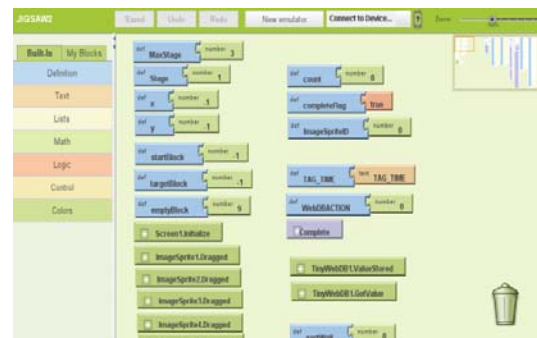 JIGSAW2
Saved Undo Redo New emulator Connect to Device... Zoom
Built-In My Blocks
Definition
Text
Lists
Math
Logic
Control
Colors
def MaxStage number 3
def Stage number 1
def x number -1
def y number -1
def startBlock number -1
def targetBlock number -1
def emptyBlock number 9
Screen1.Initialize
ImageSprite1.Dragged
ImageSprite2.Dragged
ImageSprite3.Dragged
ImageSprite4.Dragged
def count number 0
def completeFlag true
def ImageSpriteID number 0
def TAG_TIME text TAG_TIME
def WebDBACTION number 0
Complete
TinyWebDB1.ValueStored
TinyWebDB1.GotValue
number 0